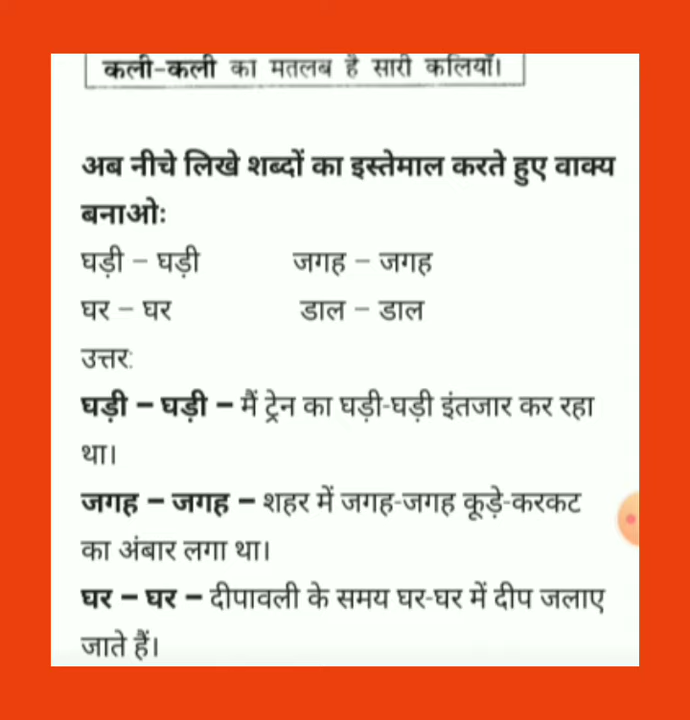 कली-कली का मतलब है सारी कलियाँ।
अब नीचे लिखे शब्दों का इस्तेमाल करते हुए वाक्य
बनाओः
घड़ी – घड़ी जगह – जगह
घर – घर डाल – डाल
उत्तर:
घड़ी – घड़ी – मैं ट्रेन का घड़ी-घड़ी इंतजार कर रहा
था।
जगह – जगह – शहर में जगह-जगह कूड़े-करकट
का अंबार लगा था।
घर – घर – दीपावली के समय घर-घर में दीप जलाए
जाते हैं।